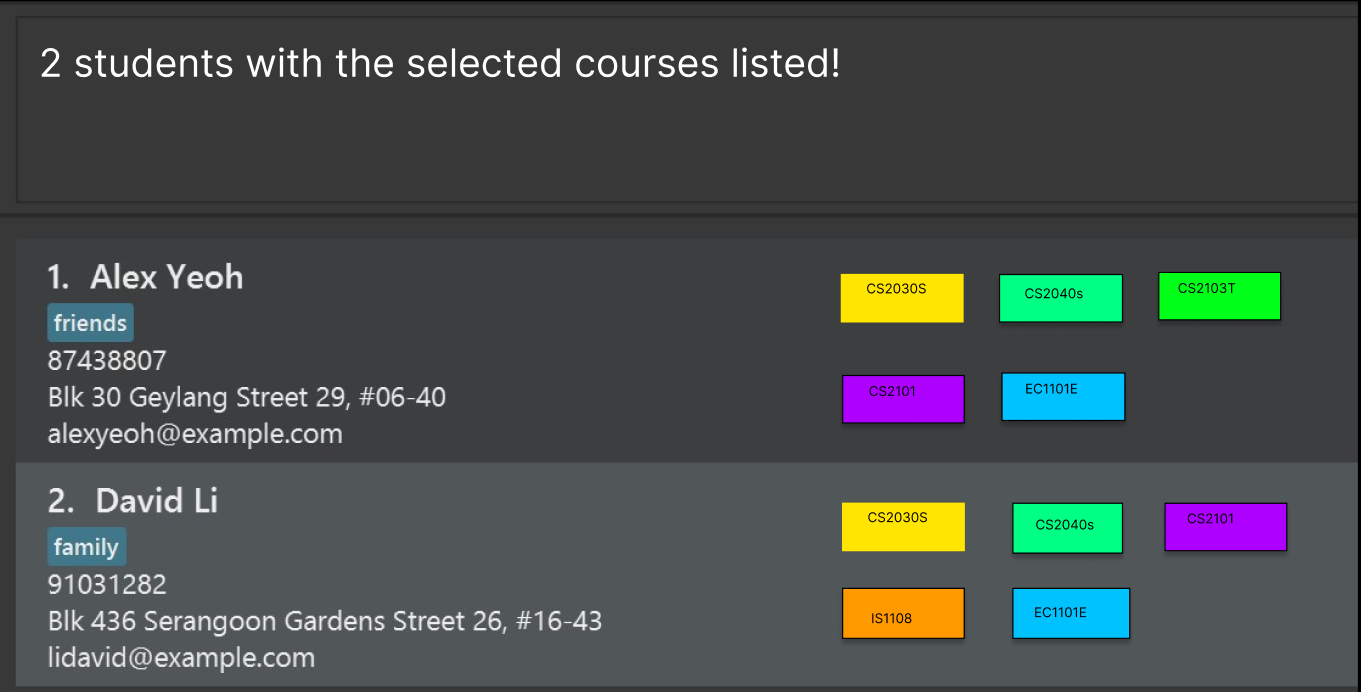 2 students with the selected courses listed!
1. Alex Yeoh
friends
87438807
Blk 30 Geylang Street 29, #06-40
alexyeoh@example.com
CS2030S CS2040s CS2103T
CS2101 EC1101E
2. David Li
family
91031282
Blk 436 Serangoon Gardens Street 26, #16-43
lidavid@example.com
CS2030S CS2040s CS2101
IS1108 EC1101E